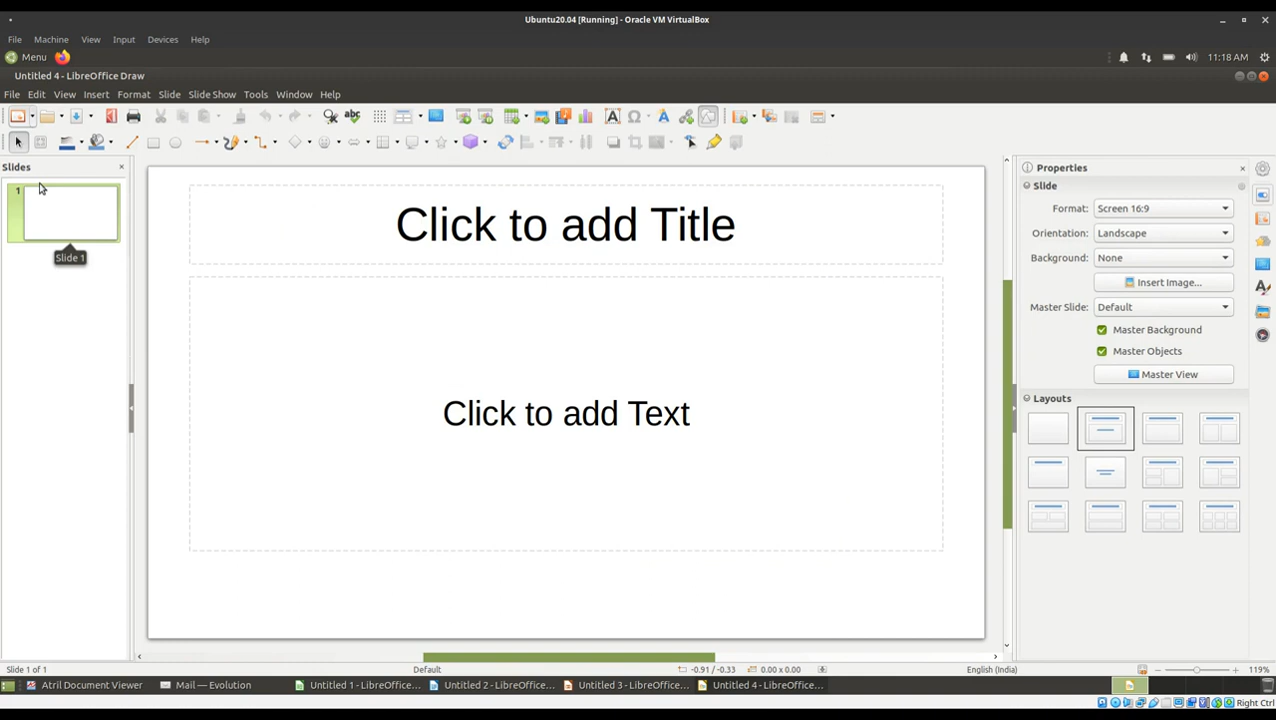 Ubuntu20.04 [Running] - Oracle VM VirtualBox
File Machine View Input Devices Help
Menu 11:18 AM
Untitled 4 - LibreOffice Draw
File Edit View Insert Format Slide Slide Show Tools Window Help
Slides
1
Slide 1
Click to add Title
Click to add Text
Properties
Slide
Format: Screen 16:9
Orientation: Landscape
Background: None
Insert Image...
Master Slide: Default
Master Background
Master Objects
Master View
Layouts
Slide 1 of 1 Default -0.91 / -0.33 0.00 x 0.00 English (India) 119%
Atril Document Viewer Mail — Evolution Untitled 1 - LibreOffice... Untitled 2 - LibreOffice... Untitled 3 - LibreOffice... Untitled 4 - LibreOffice...
Right Ctrl